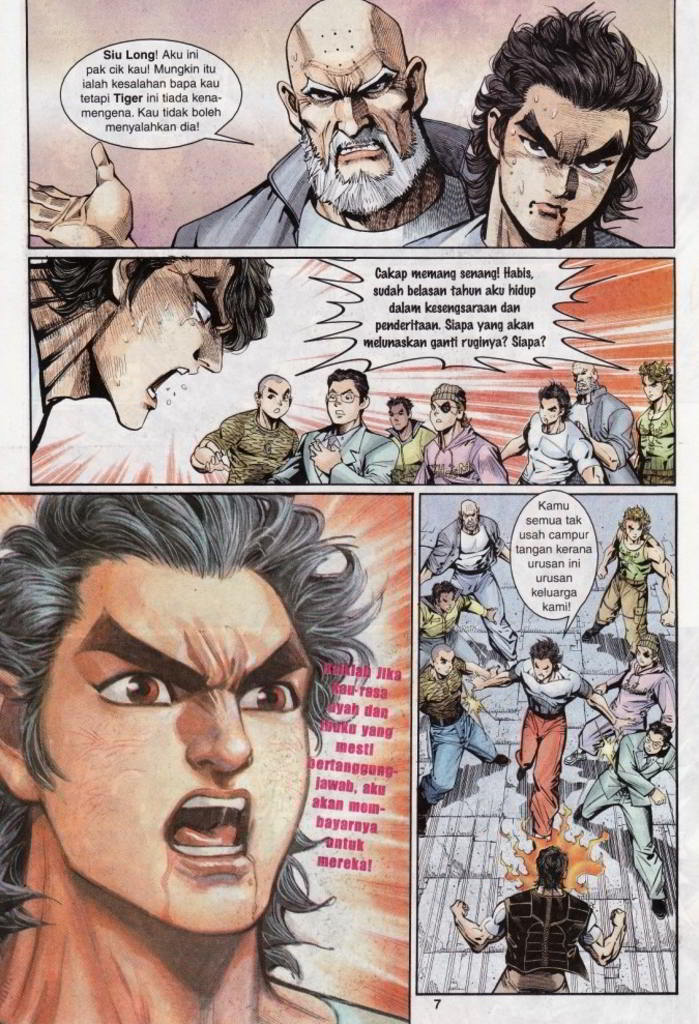 Siu Long! Aku ini
pak cik kau! Mungkin itu
ialah kesalahan bapa kau
tetapi Tiger ini tiada kena-
mengena. Kau tidak boleh
menyalahkan dia!
Cakap memang senang! Habis,
sudah belasan tahun aku hidup
dalam kesengsaraan dan
penderitaan. Siapa yang akan
melunaskan ganti ruginya? Siapa?
Kamu
semua tak
usah campur
tangan kerana
urusan ini
urusan
keluarga
kami!
Baiklah Jika
kau rasa
ayah dan
ibuku yang
mesti
bertanggung-
jawab, aku
akan mem-
bayarnya
untuk
mereka!
7